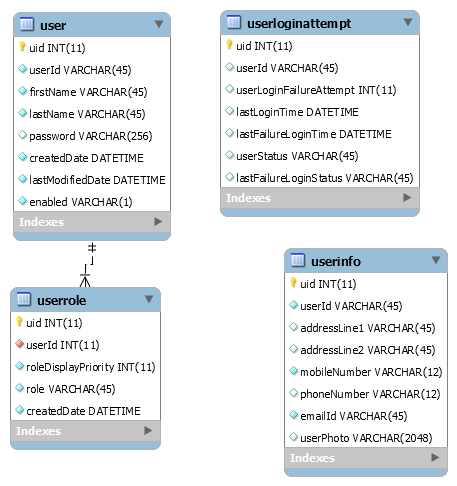 user
uid INT(11)
userId VARCHAR(45)
firstName VARCHAR(45)
lastName VARCHAR(45)
password VARCHAR(256)
createdDate DATETIME
lastModifiedDate DATETIME
enabled VARCHAR(1)
Indexes
userloginattempt
uid INT(11)
userId VARCHAR(45)
userLoginFailureAttempt INT(11)
lastLoginTime DATETIME
lastFailureLoginTime DATETIME
userStatus VARCHAR(45)
lastFailureLoginStatus VARCHAR(45)
Indexes
userrole
uid INT(11)
userId INT(11)
roleDisplayPriority INT(11)
role VARCHAR(45)
createdDate DATETIME
Indexes
userinfo
uid INT(11)
userId VARCHAR(45)
addressLine1 VARCHAR(45)
addressLine2 VARCHAR(45)
mobileNumber VARCHAR(12)
phoneNumber VARCHAR(12)
emailId VARCHAR(45)
userPhoto VARCHAR(2048)
Indexes